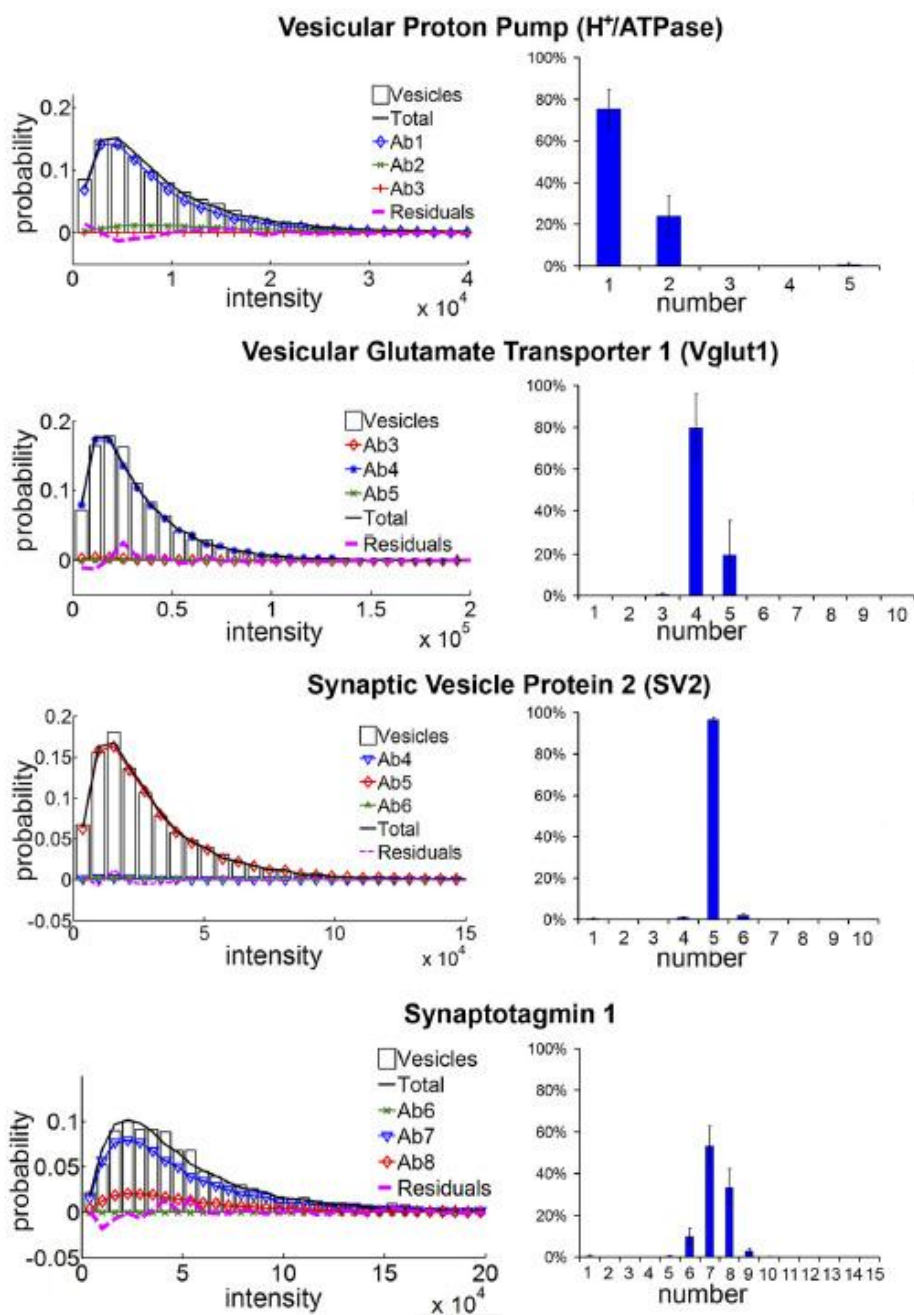 Vesicular Proton Pump (H⁺/ATPase)
probability
0.2
0.1
0
0
1
2
3
4
intensity
x 10⁴
Vesicles
Total
Ab1
Ab2
Ab3
Residuals
100%
80%
60%
40%
20%
0%
1 2 3 4 5
number
Vesicular Glutamate Transporter 1 (Vglut1)
probability
0.2
0.1
0
0 0.5 1 1.5 2
intensity
x 10⁵
Vesicles
Ab3
Ab4
Ab5
Total
Residuals
100%
80%
60%
40%
20%
0%
1 2 3 4 5 6 7 8 9 10
number
Synaptic Vesicle Protein 2 (SV2)
probability
0.2
0.15
0.1
0.05
0
-0.05
0 5 10 15
intensity
x 10⁴
Vesicles
Ab4
Ab5
Ab6
Total
Residuals
100%
80%
60%
40%
20%
0%
1 2 3 4 5 6 7 8 9 10
number
Synaptotagmin 1
probability
0.1
0.05
0
-0.05
0 5 10 15 20
intensity
x 10⁴
Vesicles
Total
Ab6
Ab7
Ab8
Residuals
100%
80%
60%
40%
20%
0%
1 2 3 4 5 6 7 8 9 10 11 12 13 14 15
number